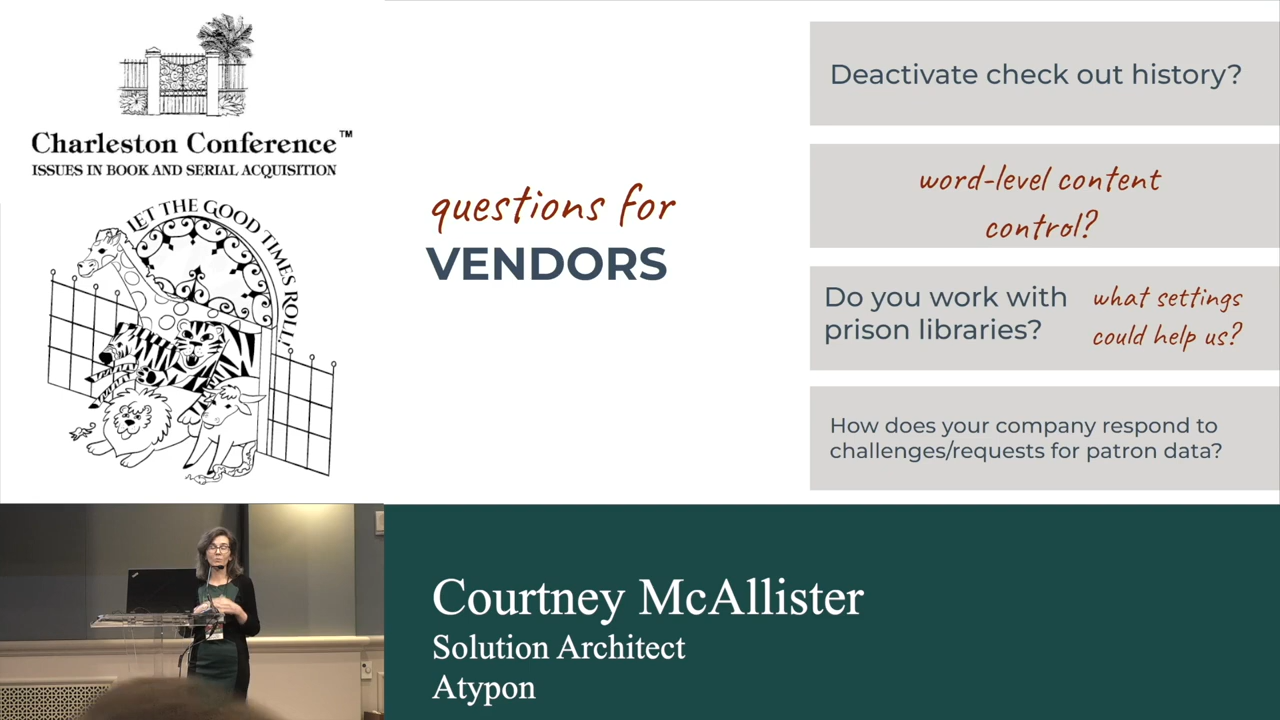 Charleston Conference™
ISSUES IN BOOK AND SERIAL ACQUISITION
LET THE GOOD TIMES ROLL!
questions for
VENDORS
Deactivate check out history?
word-level content
control?
Do you work with
prison libraries?
what settings
could help us?
How does your company respond to
challenges/requests for patron data?
Courtney McAllister
Solution Architect
Atypon